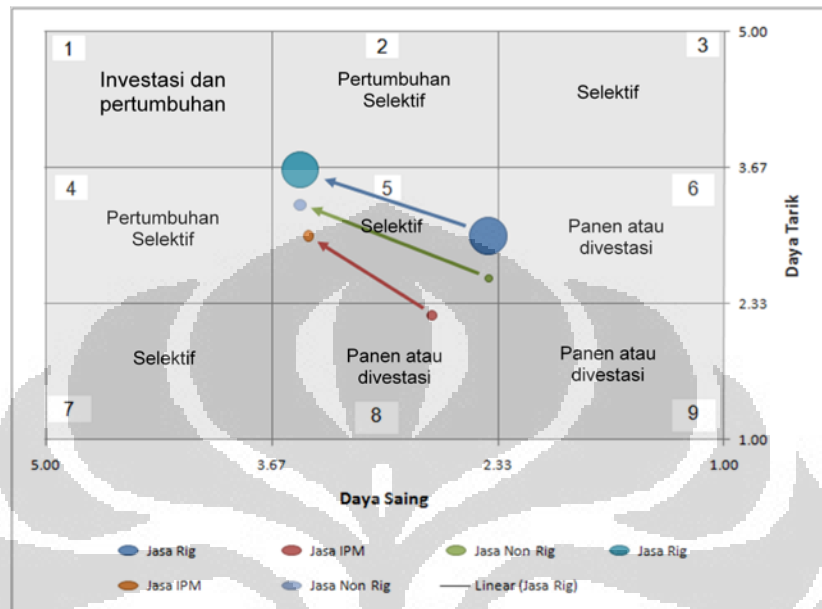 1
Investasi dan
pertumbuhan
2
Pertumbuhan
Selektif
3
Selektif
5.00
4
Pertumbuhan
Selektif
5
Selektif
6
Panen atau
divestasi
3.67
Daya Tarik
2.33
Selektif
7
Panen atau
divestasi
8
Panen atau
divestasi
9
1.00
5.00
3.67
2.33
1.00
Daya Saing
Jasa Rig
Jasa IPM
Jasa Non Rig
Jasa Rig
Jasa IPM
Jasa Non Rig
Linear (Jasa Rig)